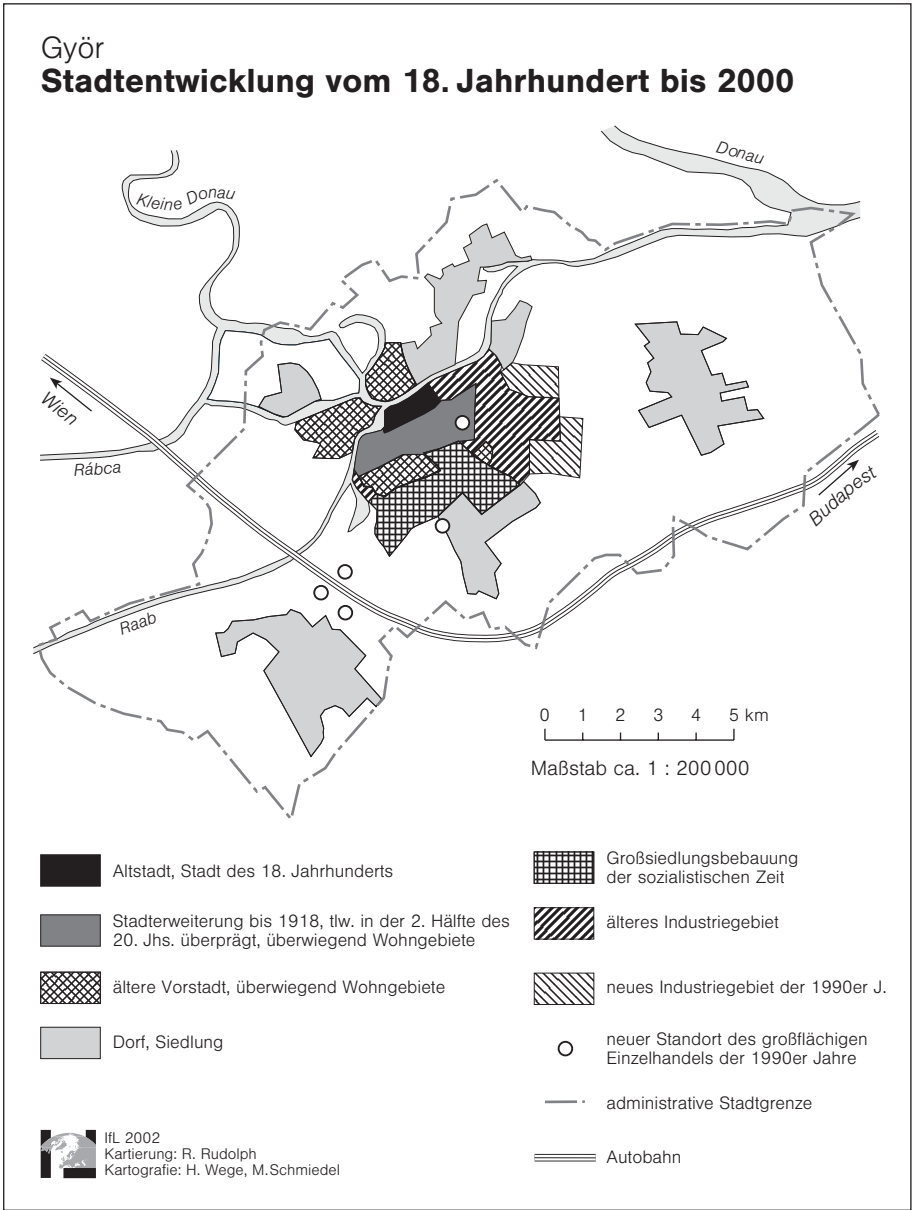 Györ
Stadtentwicklung vom 18. Jahrhundert bis 2000
Donau
Kleine Donau
Wien
Rábca
Budapest
Raab
0 1 2 3 4 5 km
Maßstab ca. 1 : 200 000
Altstadt, Stadt des 18. Jahrhunderts
Stadterweiterung bis 1918, tlw. in der 2. Hälfte des
20. Jhs. überprägt, überwiegend Wohngebiete
ältere Vorstadt, überwiegend Wohngebiete
Dorf, Siedlung
Großsiedlungsbebauung
der sozialistischen Zeit
älteres Industriegebiet
neues Industriegebiet der 1990er J.
neuer Standort des großflächigen
Einzelhandels der 1990er Jahre
administrative Stadtgrenze
Autobahn
IfL 2002
Kartierung: R. Rudolph
Kartografie: H. Wege, M.Schmiedel